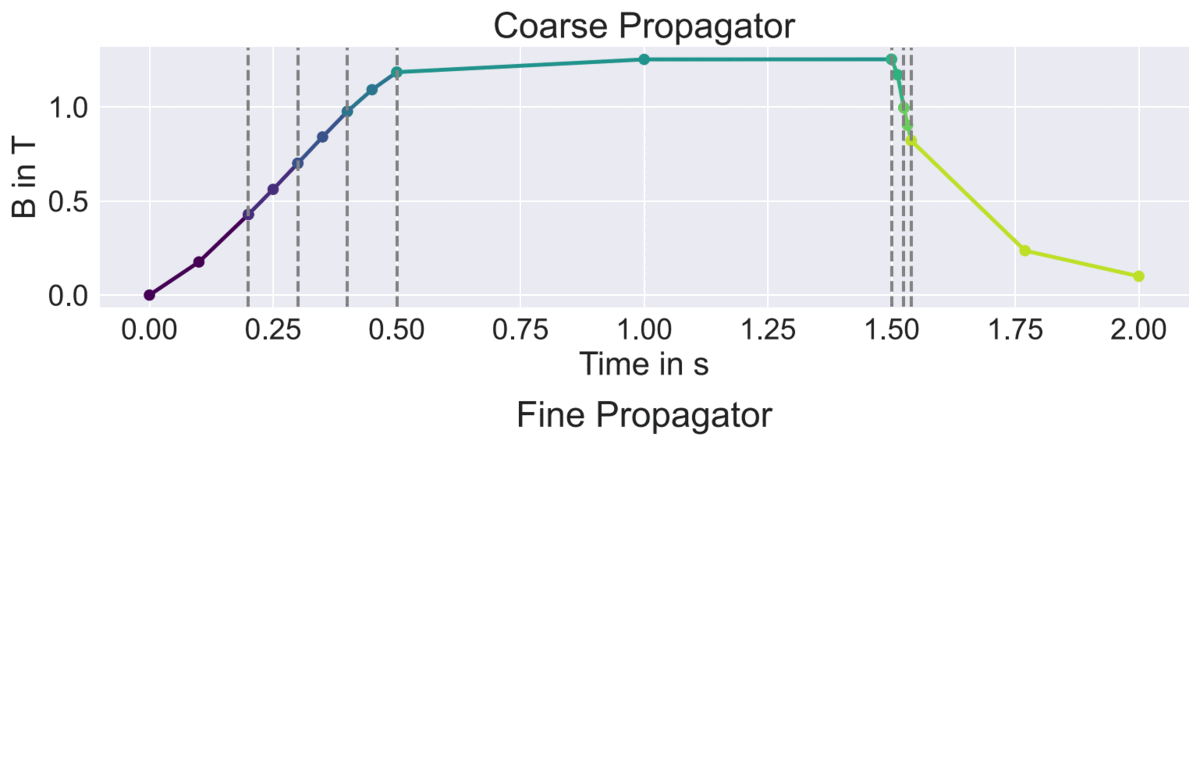 Coarse Propagator
B in T
1.0
0.5
0.0
0.00 0.25 0.50 0.75 1.00 1.25 1.50 1.75 2.00
Time in s
Fine Propagator